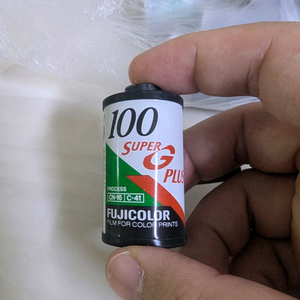 100
SUPER
G
PLUS
PROCESS
CN-16 C-41
FUJICOLOR
FILM FOR COLOR PRINTS